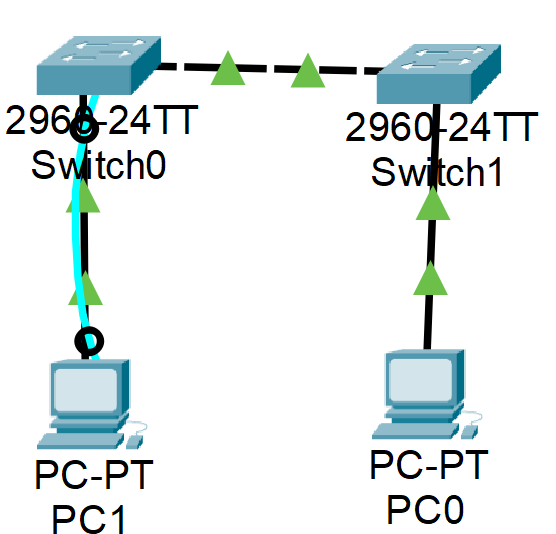 2960-24TT
Switch0
2960-24TT
Switch1
PC-PT
PC1
PC-PT
PC0